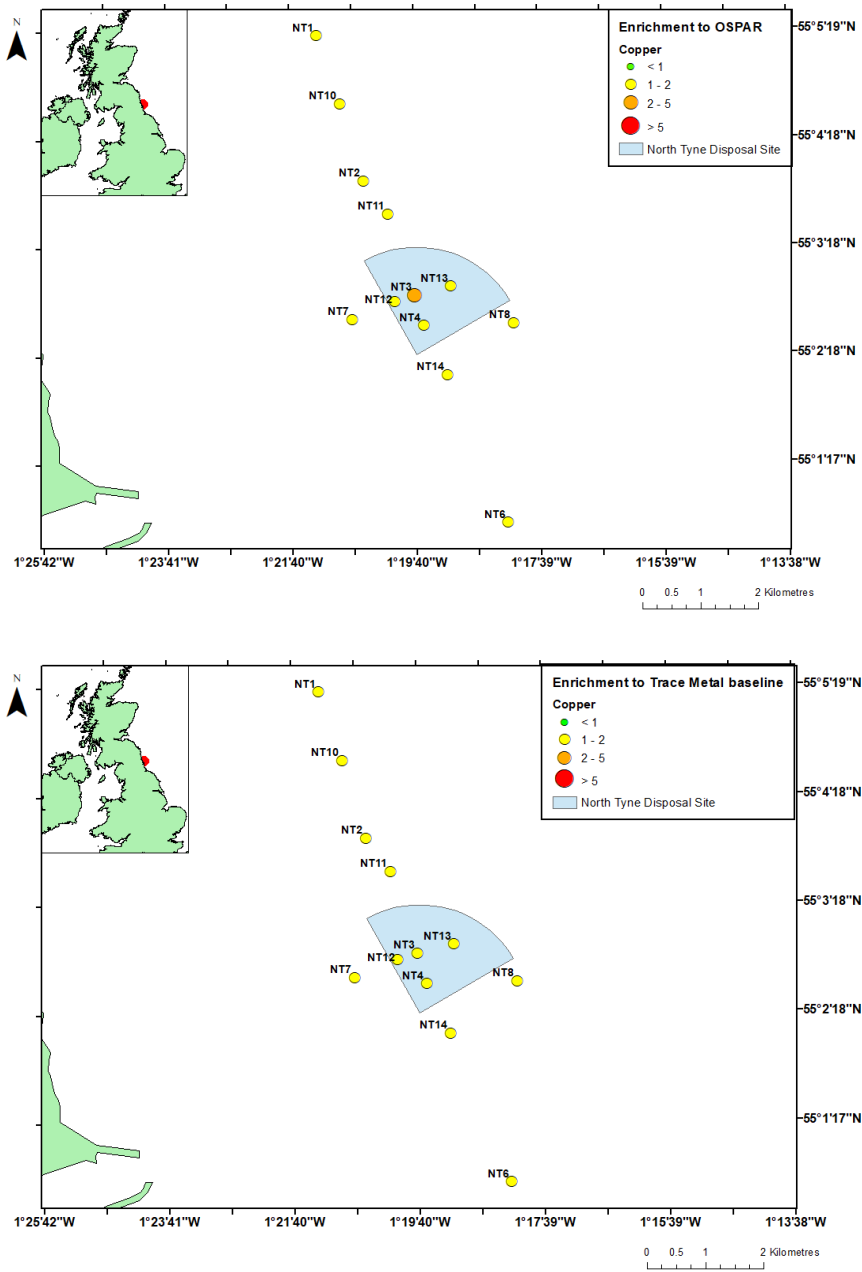 N
NT1
NT10
NT2
NT11
NT13
NT3
NT12
NT7
NT4
NT8
NT14
NT6
Enrichment to OSPAR
Copper
< 1
1 - 2
2 - 5
> 5
North Tyne Disposal Site
55°5'19"N
55°4'18"N
55°3'18"N
55°2'18"N
55°1'17"N
1°25'42"W 1°23'41"W 1°21'40"W 1°19'40"W 1°17'39"W 1°15'39"W 1°13'38"W
0 0.5 1 2 Kilometres
N
NT1
NT10
NT2
NT11
NT13
NT3
NT12
NT7
NT4
NT8
NT14
NT6
Enrichment to Trace Metal baseline
Copper
< 1
1 - 2
2 - 5
> 5
North Tyne Disposal Site
55°5'19"N
55°4'18"N
55°3'18"N
55°2'18"N
55°1'17"N
1°25'42"W 1°23'41"W 1°21'40"W 1°19'40"W 1°17'39"W 1°15'39"W 1°13'38"W
0 0.5 1 2 Kilometres